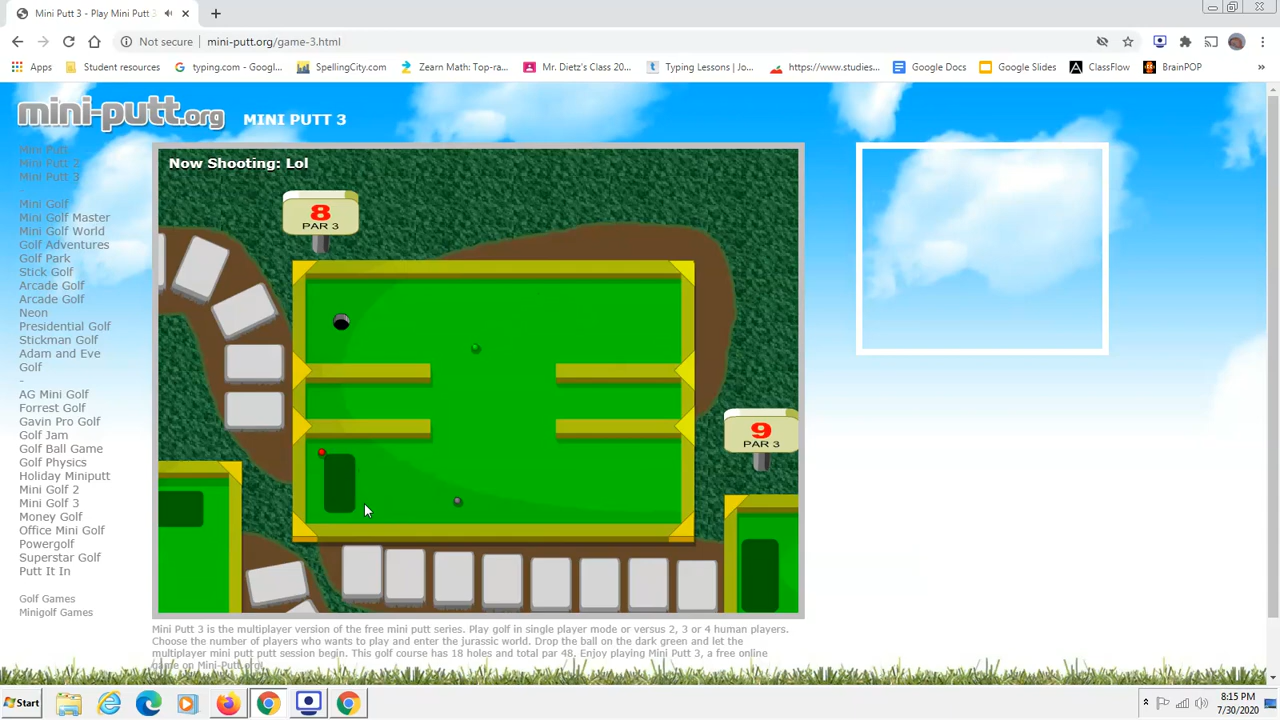 Mini Putt 3 - Play Mini Putt 3
Not secure | mini-putt.org/game-3.html
Apps Student resources typing.com - Googl... SpellingCity.com Zearn Math: Top-ra... Mr. Dietz's Class 20... Typing Lessons | Jo... https://www.studies... Google Docs Google Slides ClassFlow BrainPOP »
mini-putt.org MINI PUTT 3
Mini Putt
Mini Putt 2
Mini Putt 3
-
Mini Golf
Mini Golf Master
Mini Golf World
Golf Adventures
Golf Park
Stick Golf
Arcade Golf
Arcade Golf
Neon
Presidential Golf
Stickman Golf
Adam and Eve
Golf
-
AG Mini Golf
Forrest Golf
Gavin Pro Golf
Golf Jam
Golf Ball Game
Golf Physics
Holiday Miniputt
Mini Golf 2
Mini Golf 3
Money Golf
Office Mini Golf
Powergolf
Superstar Golf
Putt It In
Golf Games
Minigolf Games
Now Shooting: Lol
8
PAR 3
9
PAR 3
Mini Putt 3 is the multiplayer version of the free mini putt series. Play golf in single player mode or versus 2, 3 or 4 human players.
Choose the number of players who wants to play and enter the jurassic world. Drop the ball on the dark green and let the
multiplayer mini putt putt session begin. This golf course has 18 holes and total par 48. Enjoy playing Mini Putt 3, a free online
game on Mini-Putt.org!
Start
8:15 PM
7/30/2020